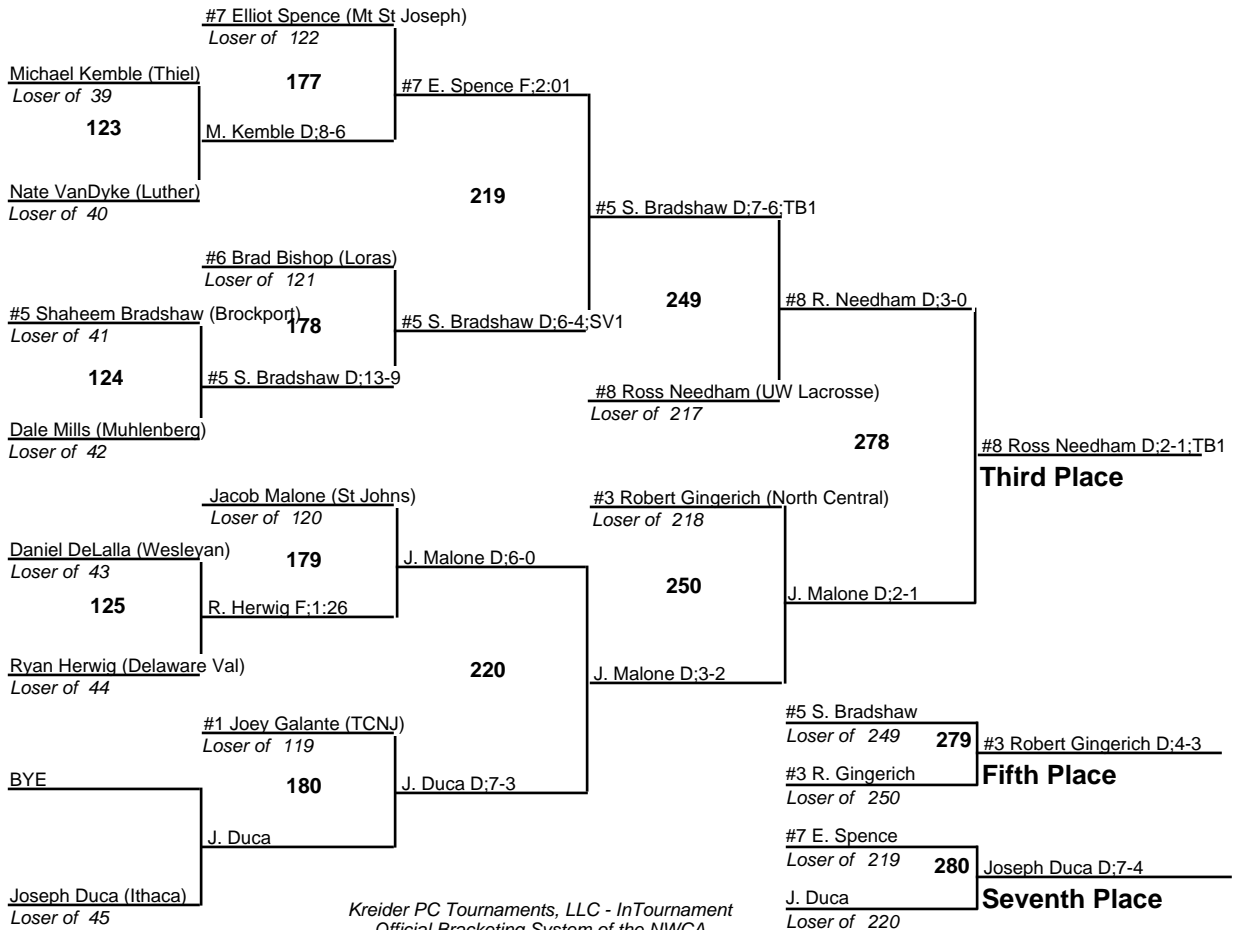 #7 Elliot Spence (Mt St Joseph)
Loser of 122
Michael Kemble (Thiel)
Loser of 39
177
#7 E. Spence F;2:01
123
M. Kemble D;8-6
Nate VanDyke (Luther)
Loser of 40
219
#5 S. Bradshaw D;7-6;TB1
#6 Brad Bishop (Loras)
Loser of 121
#5 Shaheem Bradshaw (Brockport)
Loser of 41
178
#5 S. Bradshaw D;6-4;SV1
249
#8 R. Needham D;3-0
124
#5 S. Bradshaw D;13-9
#8 Ross Needham (UW Lacrosse)
Loser of 217
Dale Mills (Muhlenberg)
Loser of 42
278
#8 Ross Needham D;2-1;TB1
Third Place
Jacob Malone (St Johns)
Loser of 120
#3 Robert Gingerich (North Central)
Loser of 218
Daniel DeLalla (Wesleyan)
Loser of 43
179
J. Malone D;6-0
125
R. Herwig F;1:26
250
J. Malone D;2-1
Ryan Herwig (Delaware Val)
Loser of 44
220
J. Malone D;3-2
#1 Joey Galante (TCNJ)
Loser of 119
#5 S. Bradshaw
Loser of 249
279
#3 Robert Gingerich D;4-3
Fifth Place
BYE
180
J. Duca D;7-3
#3 R. Gingerich
Loser of 250
J. Duca
#7 E. Spence
Loser of 219
280
Joseph Duca D;7-4
Seventh Place
Joseph Duca (Ithaca)
Loser of 45
J. Duca
Loser of 220
Kreider PC Tournaments, LLC - InTournament
Official Bracketing System of the NWCA